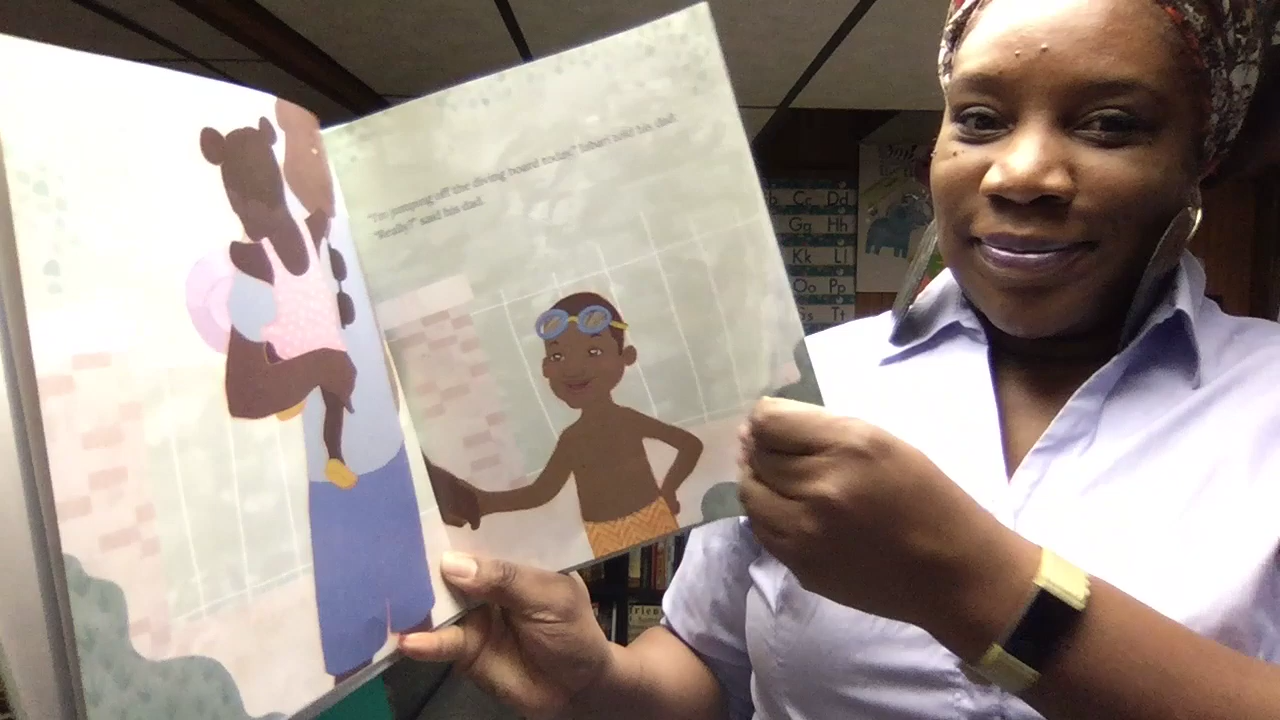 "I'm jumping off the diving board today," Jabari told his dad.
"Really?" said his dad.
b Cc Dd
Gg Hh
Kk Ll
Oo Pp
Ss Tt